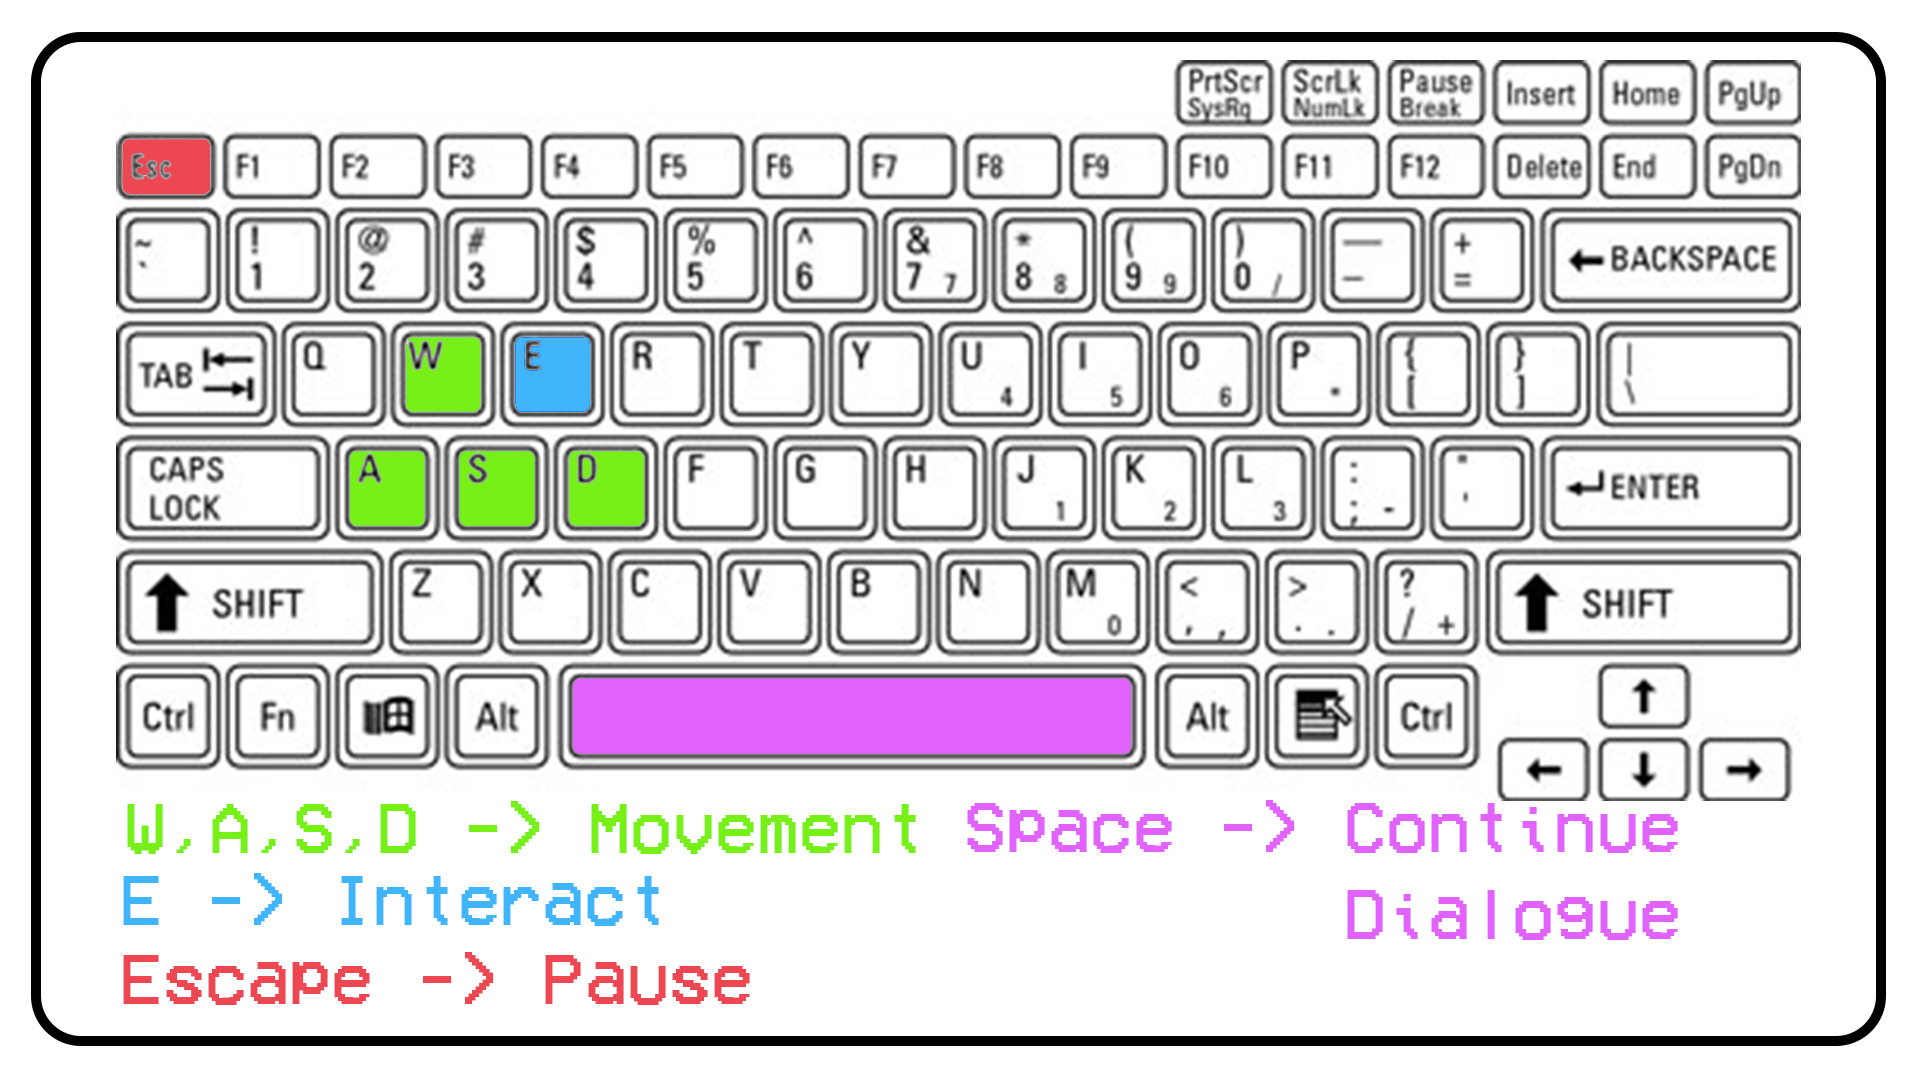 PrtScr ScrLk Pause Insert Home PgUp
SysRq NumLk Break
Esc F1 F2 F3 F4 F5 F6 F7 F8 F9 F10 F11 F12 Delete End PgDn
~ ! @ # $ % ^ & * ( ) — +
` 1 2 3 4 5 6 7 7 8 8 9 9 0 / – = ← BACKSPACE
TAB Q W E R T Y U 4 I 5 O 6 P * { [ } ] | \
CAPS LOCK A S D F G H J 1 K 2 L 3 : ; - " ' ↵ ENTER
SHIFT Z X C V B N M 0 < , , > . . ? / + SHIFT
Ctrl Fn Alt Alt Ctrl ↑
← ↓ →
W,A,S,D -> Movement
E -> Interact
Escape -> Pause
Space -> Continue
Dialogue